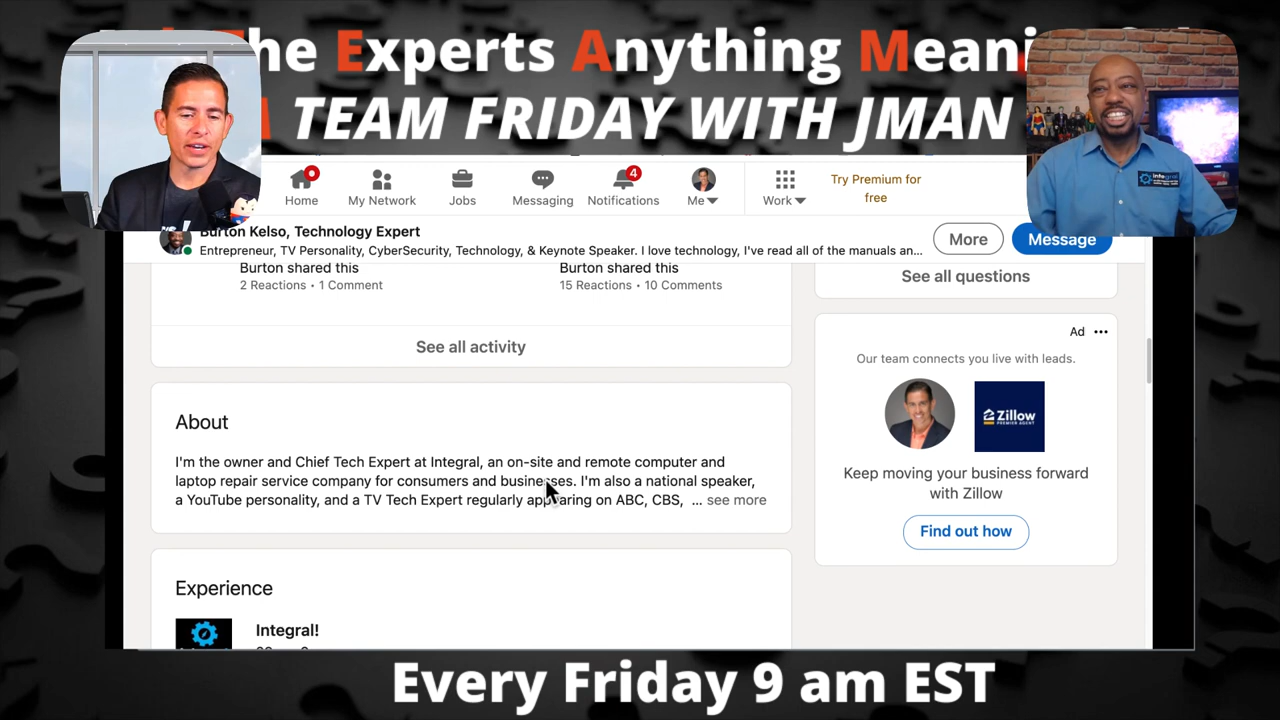 The Experts Anything Meani
A TEAM FRIDAY WITH JMAN
Home
My Network
Jobs
Messaging
4
Notifications
Me
Work
Try Premium for
free
Burton Kelso, Technology Expert
Entrepreneur, TV Personality, CyberSecurity, Technology, & Keynote Speaker. I love technology, I've read all of the manuals an...
More
Message
Burton shared this
2 Reactions • 1 Comment
Burton shared this
15 Reactions • 10 Comments
See all activity
See all questions
Ad
Our team connects you live with leads.
Zillow
PREMIER AGENT
Keep moving your business forward
with Zillow
Find out how
About
I'm the owner and Chief Tech Expert at Integral, an on-site and remote computer and
laptop repair service company for consumers and businesses. I'm also a national speaker,
a YouTube personality, and a TV Tech Expert regularly appearing on ABC, CBS, ... see more
Experience
Integral!
integral
Every Friday 9 am EST